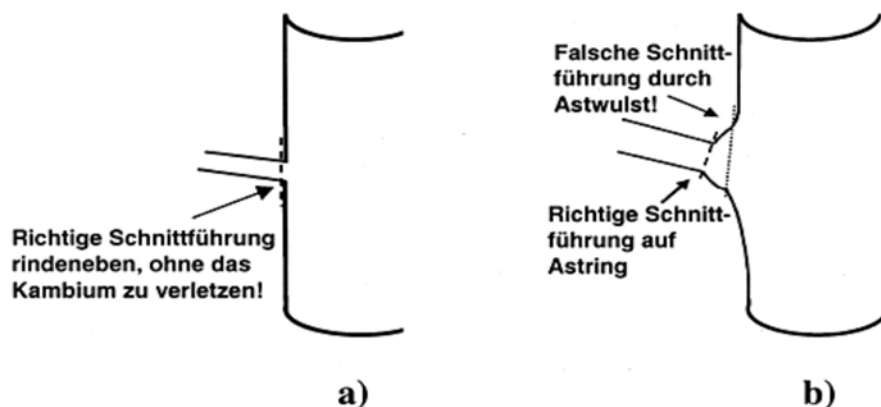 Richtige Schnittführung
rindeneben, ohne das
Kambium zu verletzen!
a)
Falsche Schnitt-
führung durch
Astwulst!
Richtige Schnitt-
führung auf
Astring
b)